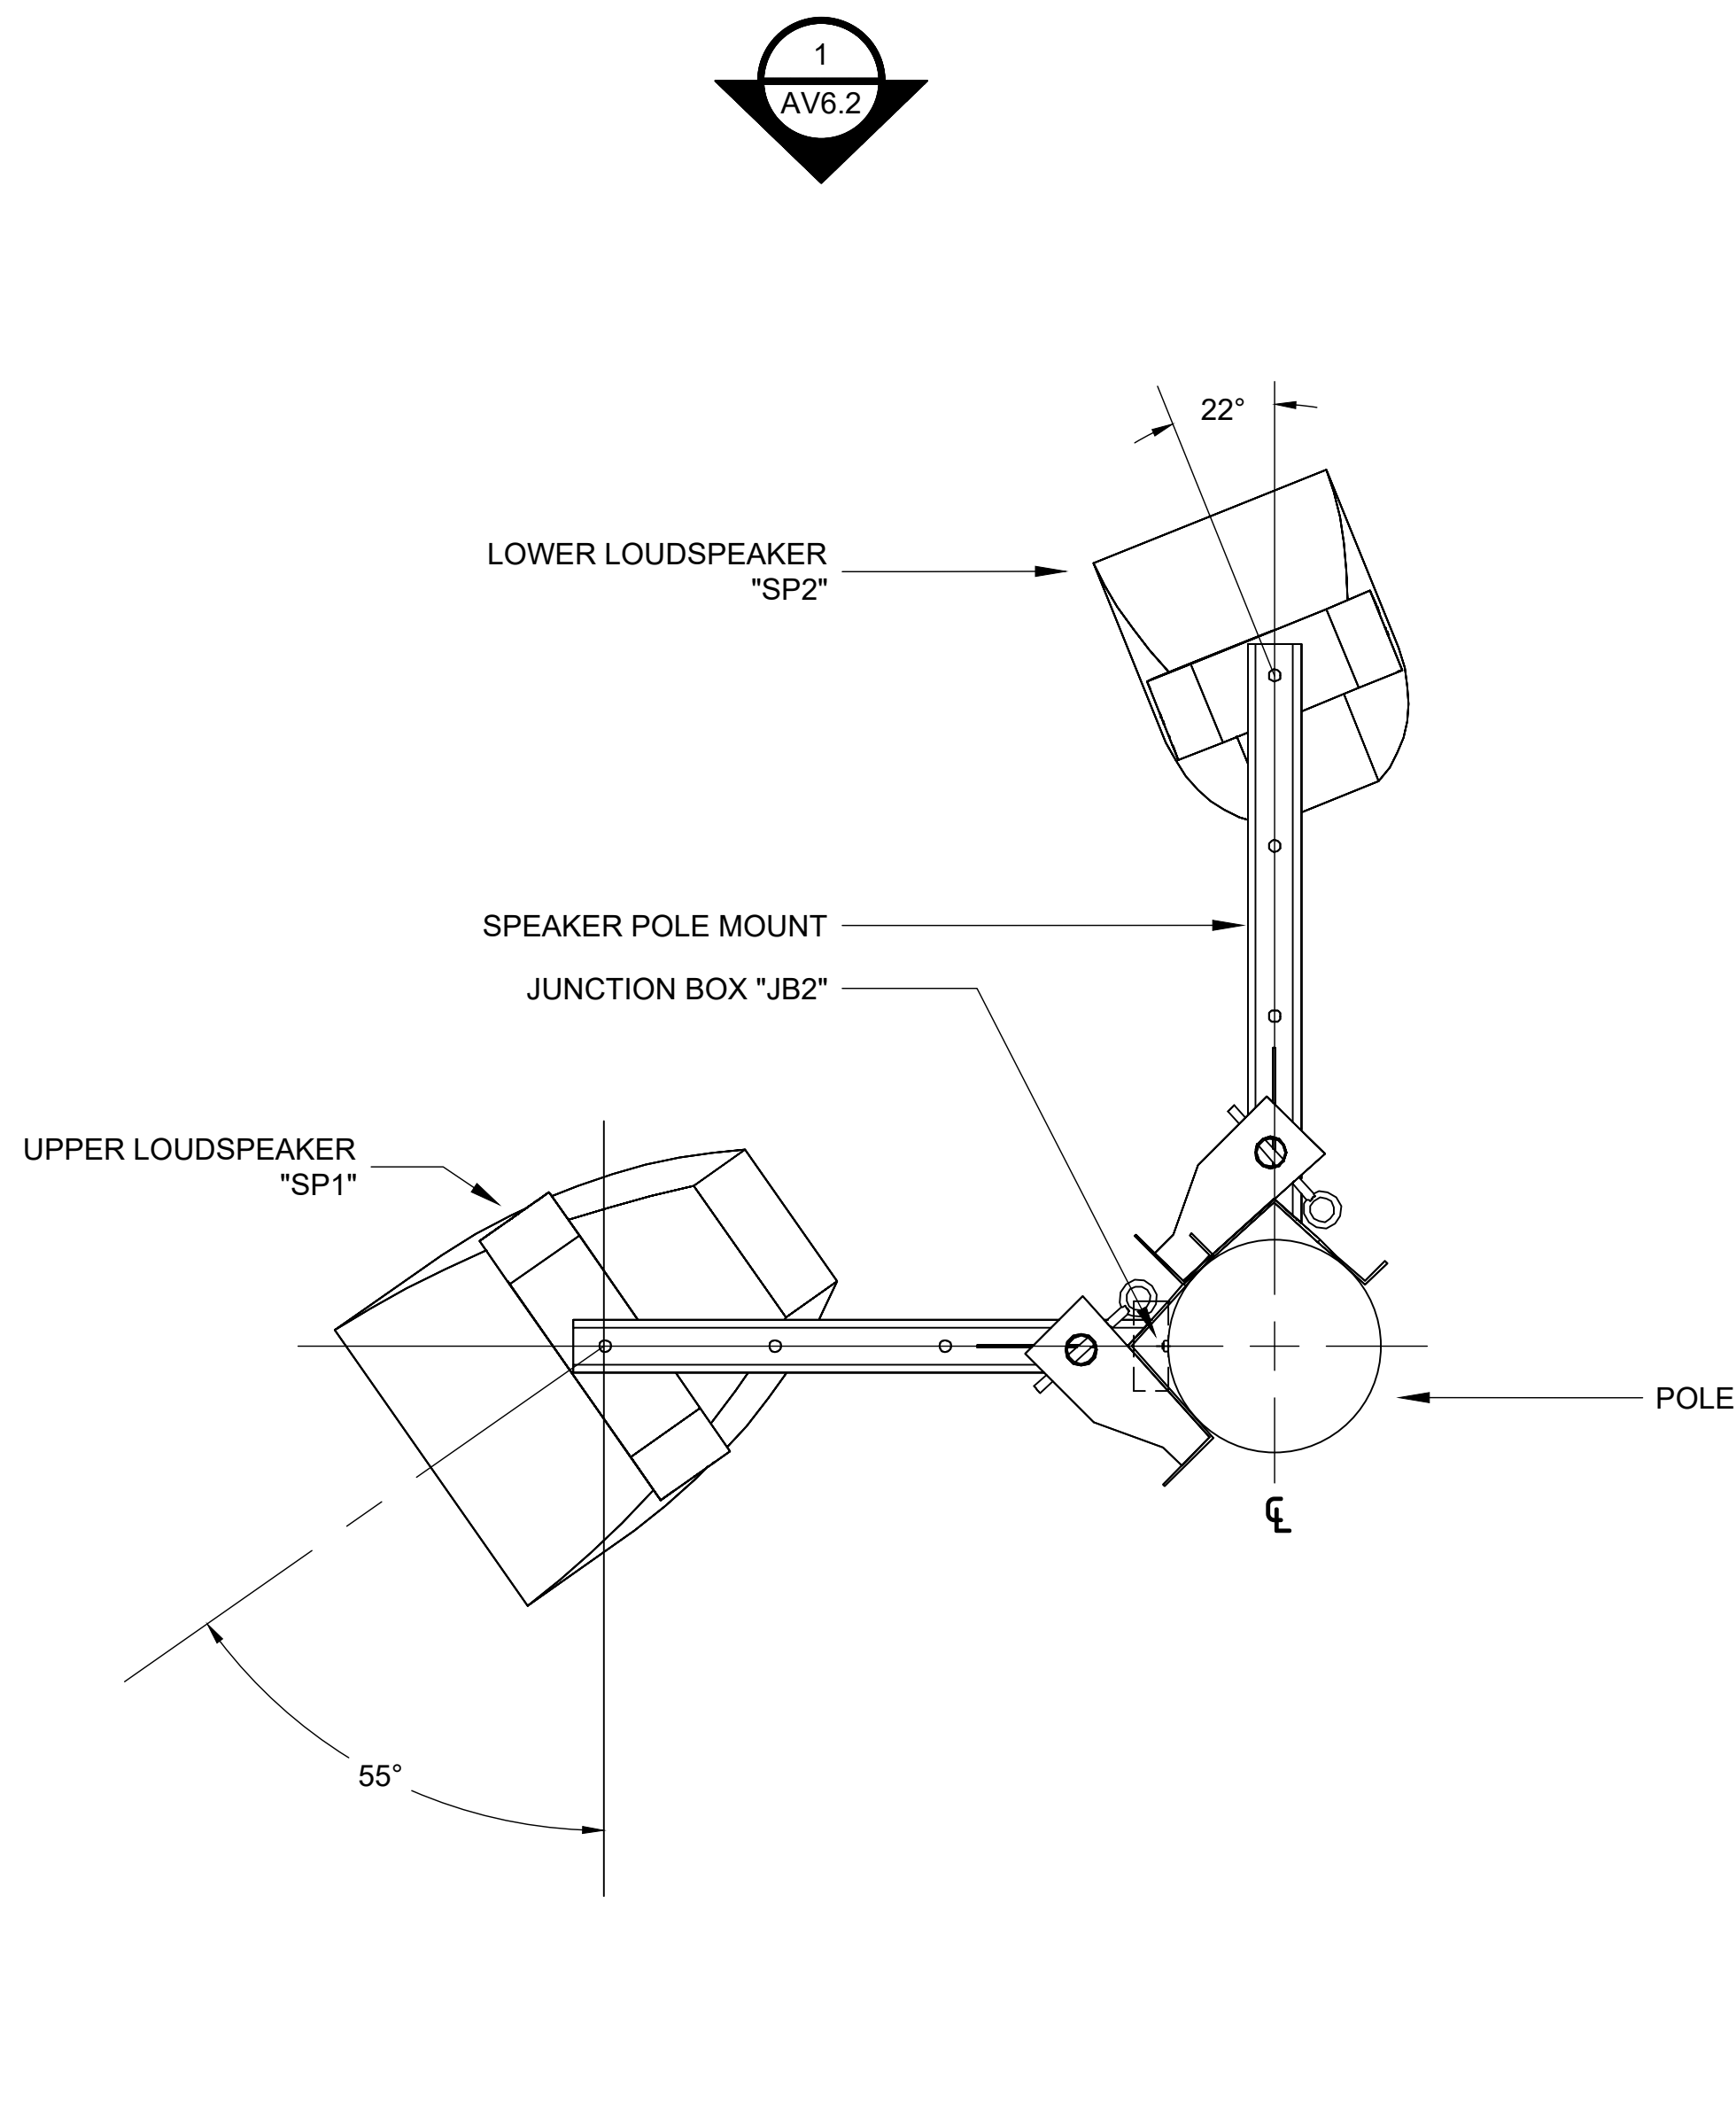 1
AV6.2
22°
LOWER LOUDSPEAKER
"SP2"
SPEAKER POLE MOUNT
JUNCTION BOX "JB2"
UPPER LOUDSPEAKER
"SP1"
POLE
℄
55°